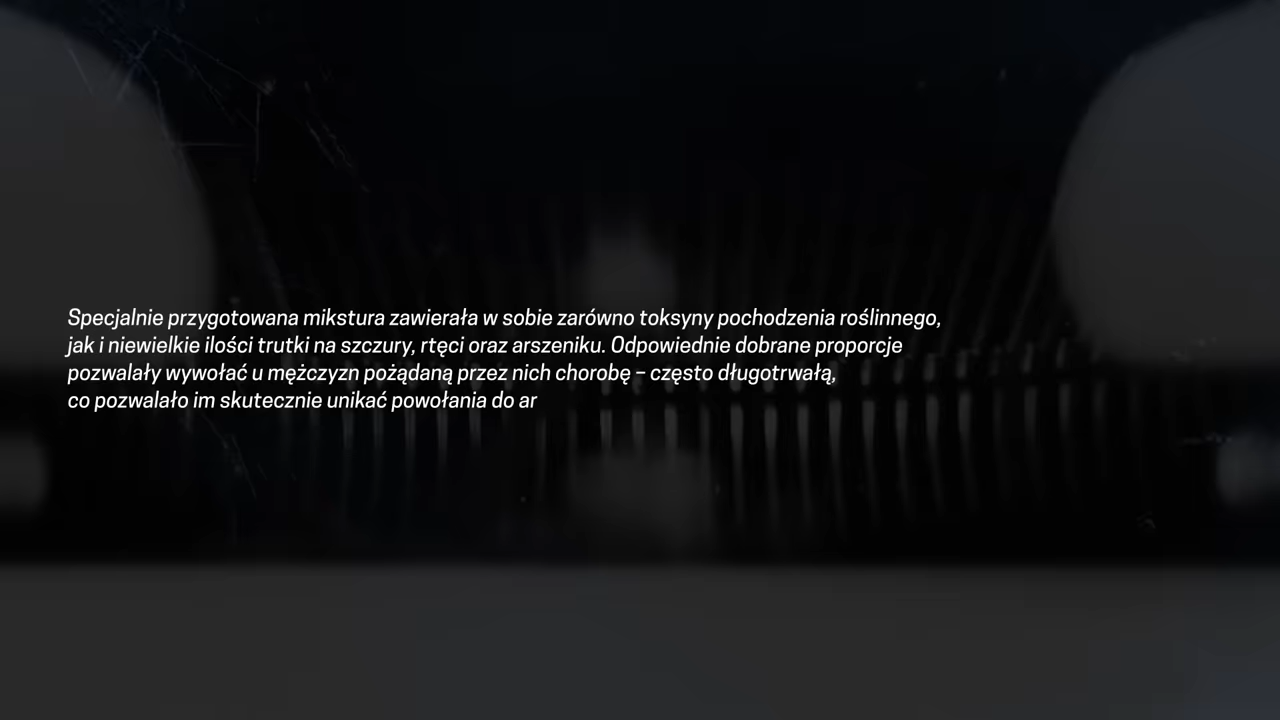 Specjalnie przygotowana mikstura zawierała w sobie zarówno toksyny pochodzenia roślinnego,
jak i niewielkie ilości trutki na szczury, rtęci oraz arszeniku. Odpowiednie dobrane proporcje
pozwalały wywołać u mężczyzn pożądaną przez nich chorobę – często długotrwałą,
co pozwalało im skutecznie unikać powołania do ar